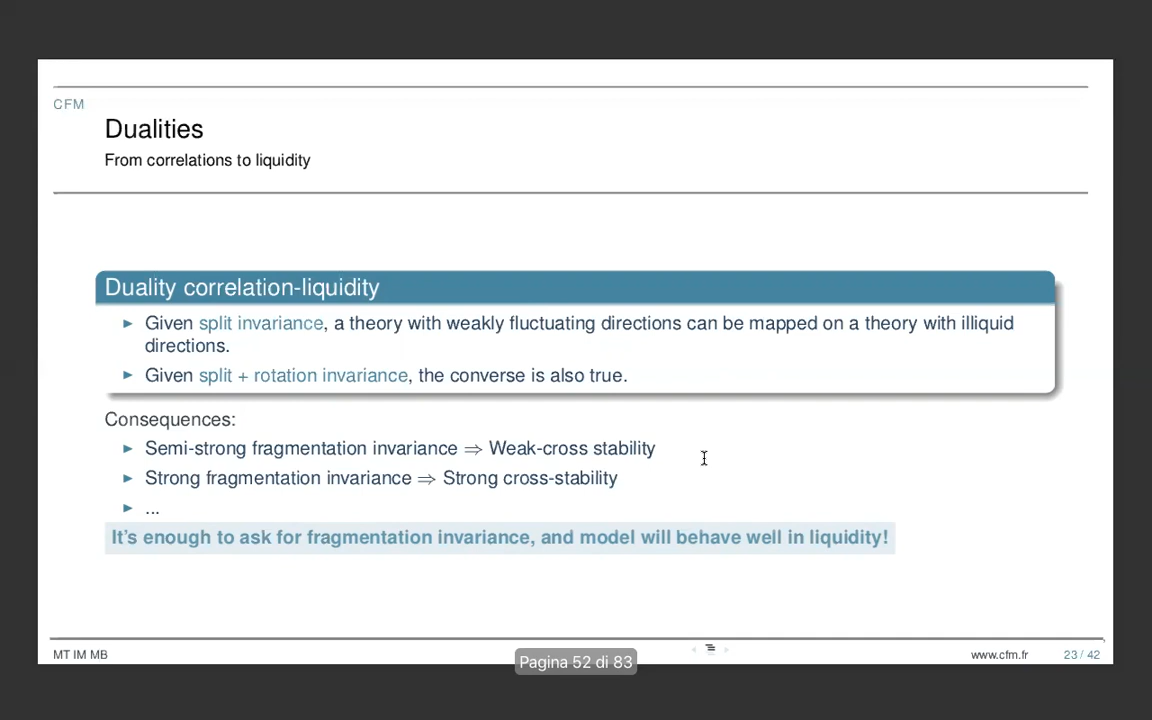 CFM
Dualities
From correlations to liquidity
Duality correlation-liquidity
► Given split invariance, a theory with weakly fluctuating directions can be mapped on a theory with illiquid
directions.
► Given split + rotation invariance, the converse is also true.
Consequences:
► Semi-strong fragmentation invariance ⇒ Weak-cross stability
► Strong fragmentation invariance ⇒ Strong cross-stability
► ...
It's enough to ask for fragmentation invariance, and model will behave well in liquidity!
MT IM MB
Pagina 52 di 83
www.cfm.fr
23 / 42